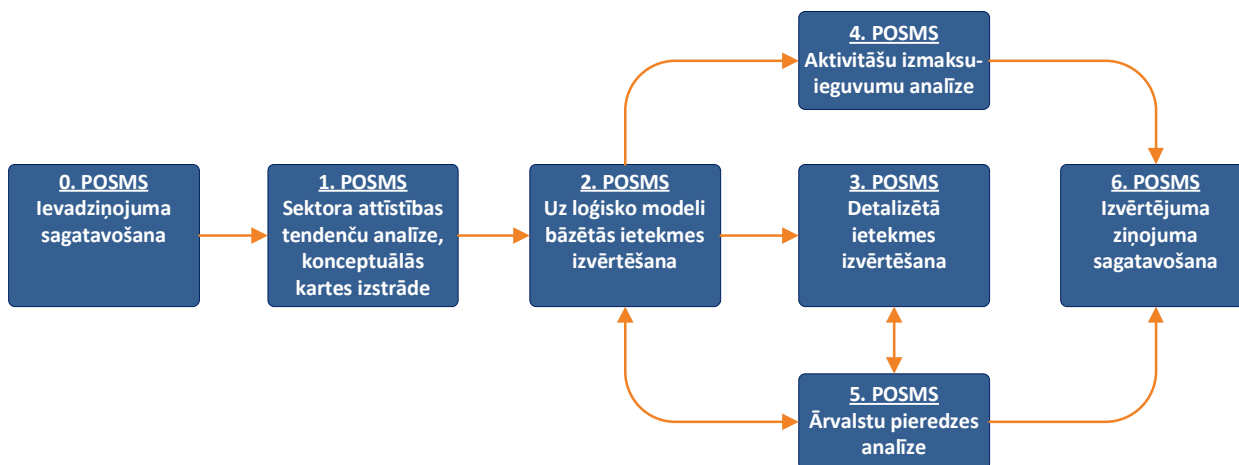 0. POSMS
Ievadziņojuma
sagatavošana
1. POSMS
Sektora attīstības
tendenču analīze,
konceptuālās
kartes izstrāde
2. POSMS
Uz loģisko modeli
bāzētās ietekmes
izvērtēšana
3. POSMS
Detalizētā
ietekmes
izvērtēšana
4. POSMS
Aktivitāšu izmaksu-
ieguvumu analīze
5. POSMS
Ārvalstu pieredzes
analīze
6. POSMS
Izvērtējuma
ziņojuma
sagatavošana